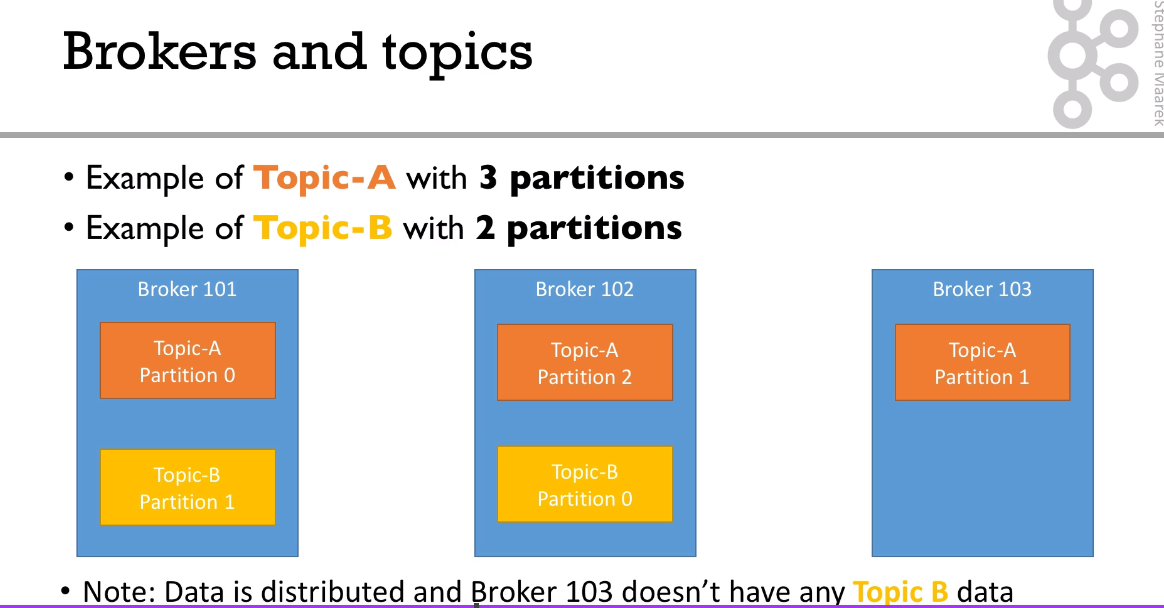 Brokers and topics
Stephane Maarek
• Example of Topic-A with 3 partitions
• Example of Topic-B with 2 partitions
Broker 101
Topic-A
Partition 0
Topic-B
Partition 1
Broker 102
Topic-A
Partition 2
Topic-B
Partition 0
Broker 103
Topic-A
Partition 1
• Note: Data is distributed and Broker 103 doesn’t have any Topic B data